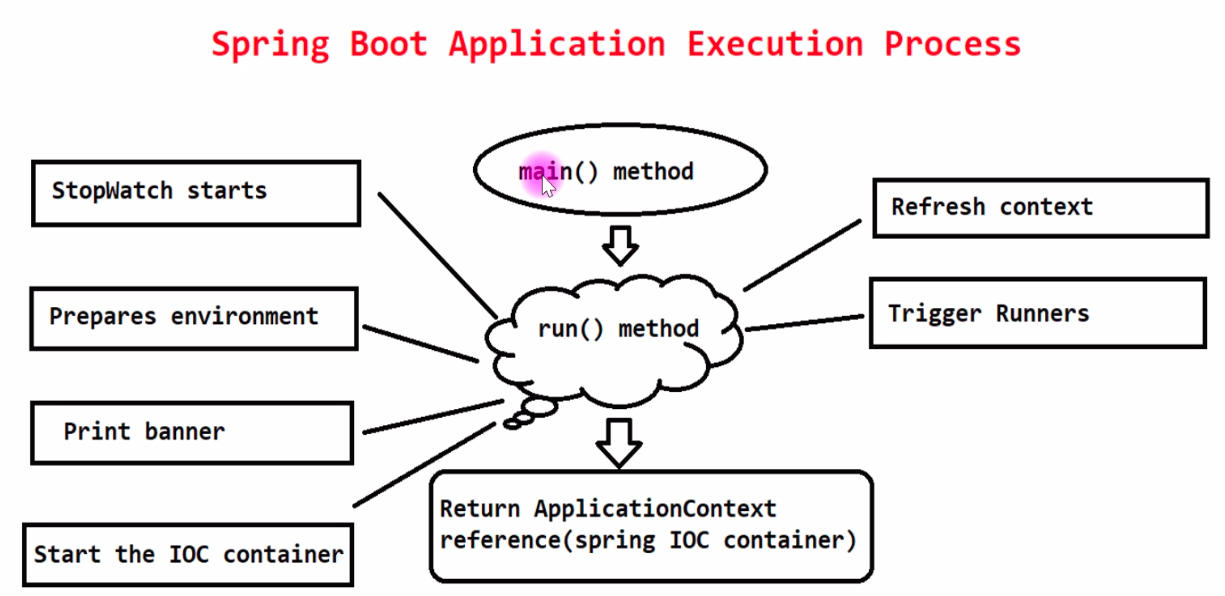 Spring Boot Application Execution Process
main() method
StopWatch starts
Refresh context
Prepares environment
Trigger Runners
run() method
Print banner
Start the IOC container
Return ApplicationContext
reference(spring IOC container)